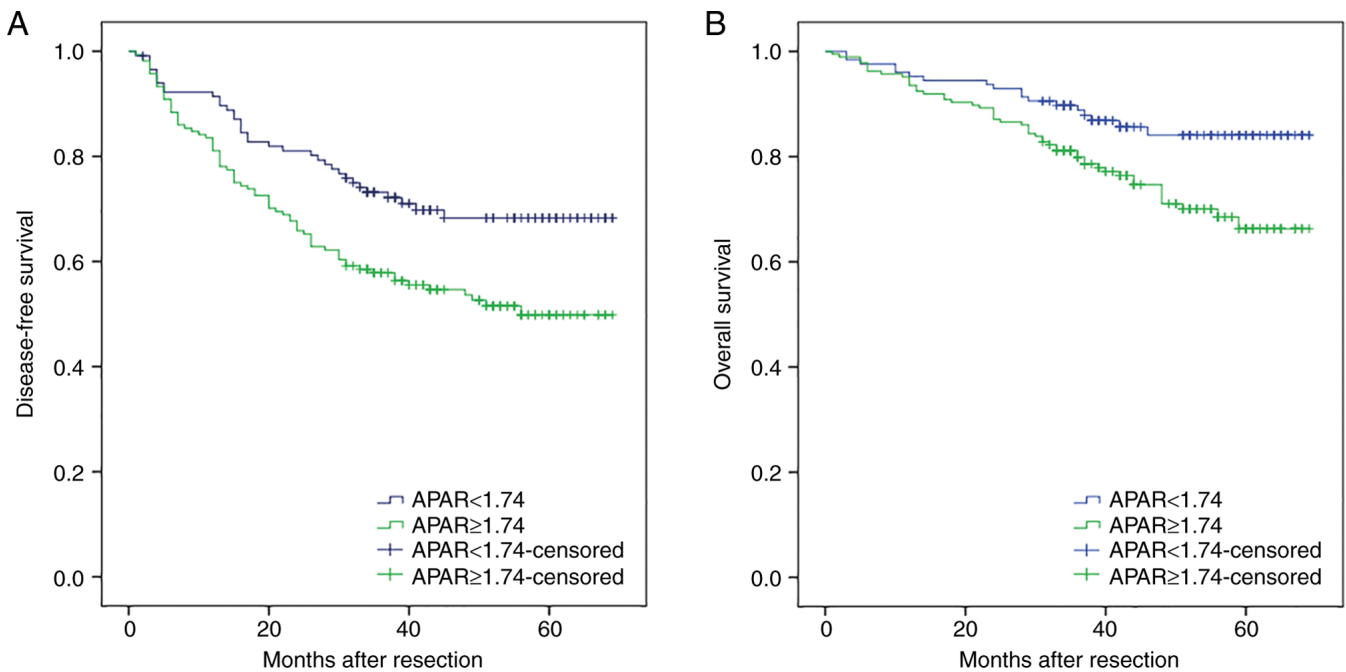 A
1.0
0.8
0.6
0.4
0.2
0.0
Disease-free survival
APAR<1.74
APAR≥1.74
APAR<1.74-censored
APAR≥1.74-censored
0 20 40 60
Months after resection
B
1.0
0.8
0.6
0.4
0.2
0.0
Overall survival
APAR<1.74
APAR≥1.74
APAR<1.74-censored
APAR≥1.74-censored
0 20 40 60
Months after resection